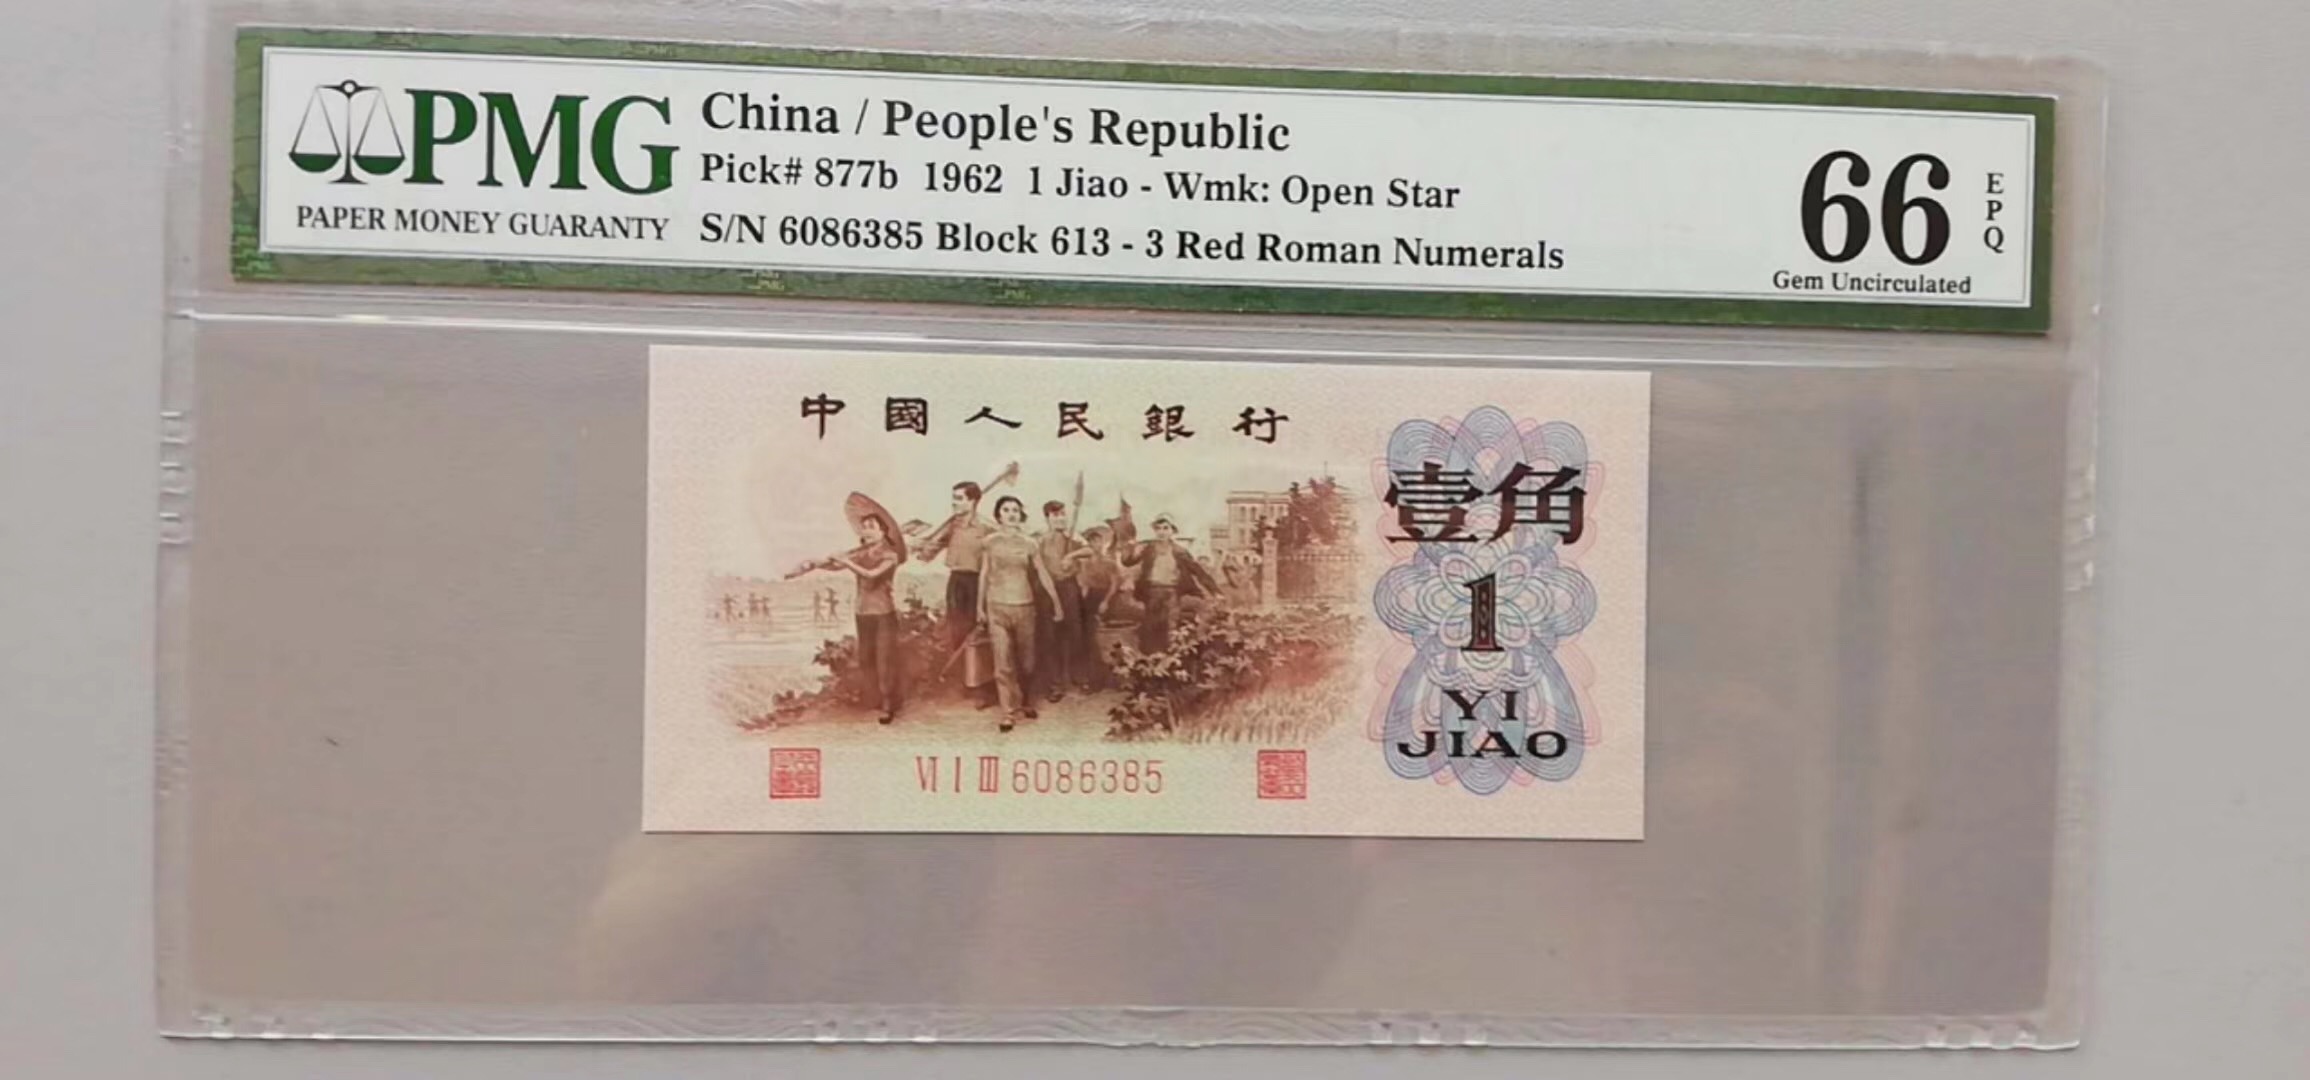 PMG
PAPER MONEY GUARANTY
China / People's Republic
Pick# 877b 1962 1 Jiao - Wmk: Open Star
S/N 6086385 Block 613 - 3 Red Roman Numerals
66
EPQ
Gem Uncirculated
中國人民銀行
壹角
1
YI
JIAO
VI I III 6086385